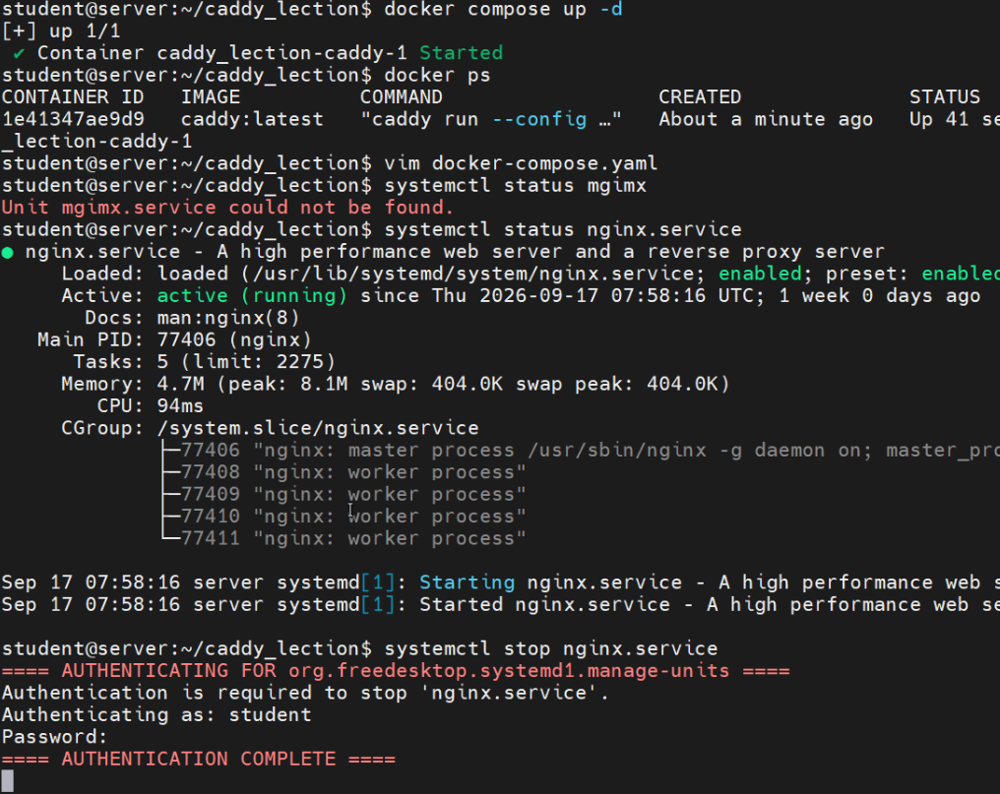 student@server:~/caddy_lection$ docker compose up -d
[+] up 1/1
✔ Container caddy_lection-caddy-1 Started
student@server:~/caddy_lection$ docker ps
CONTAINER ID   IMAGE          COMMAND                  CREATED              STATUS
1e41347ae9d9   caddy:latest   "caddy run --config …"   About a minute ago   Up 41 se
_lection-caddy-1
student@server:~/caddy_lection$ vim docker-compose.yaml
student@server:~/caddy_lection$ systemctl status mgimx
Unit mgimx.service could not be found.
student@server:~/caddy_lection$ systemctl status nginx.service
● nginx.service - A high performance web server and a reverse proxy server
     Loaded: loaded (/usr/lib/systemd/system/nginx.service; enabled; preset: enabled
     Active: active (running) since Thu 2026-09-17 07:58:16 UTC; 1 week 0 days ago
       Docs: man:nginx(8)
   Main PID: 77406 (nginx)
      Tasks: 5 (limit: 2275)
     Memory: 4.7M (peak: 8.1M swap: 404.0K swap peak: 404.0K)
        CPU: 94ms
     CGroup: /system.slice/nginx.service
             ├─77406 "nginx: master process /usr/sbin/nginx -g daemon on; master_pro
             ├─77408 "nginx: worker process"
             ├─77409 "nginx: worker process"
             ├─77410 "nginx: worker process"
             └─77411 "nginx: worker process"
Sep 17 07:58:16 server systemd[1]: Starting nginx.service - A high performance web s
Sep 17 07:58:16 server systemd[1]: Started nginx.service - A high performance web se
student@server:~/caddy_lection$ systemctl stop nginx.service
==== AUTHENTICATING FOR org.freedesktop.systemd1.manage-units ====
Authentication is required to stop 'nginx.service'.
Authenticating as: student
Password:
==== AUTHENTICATION COMPLETE ====